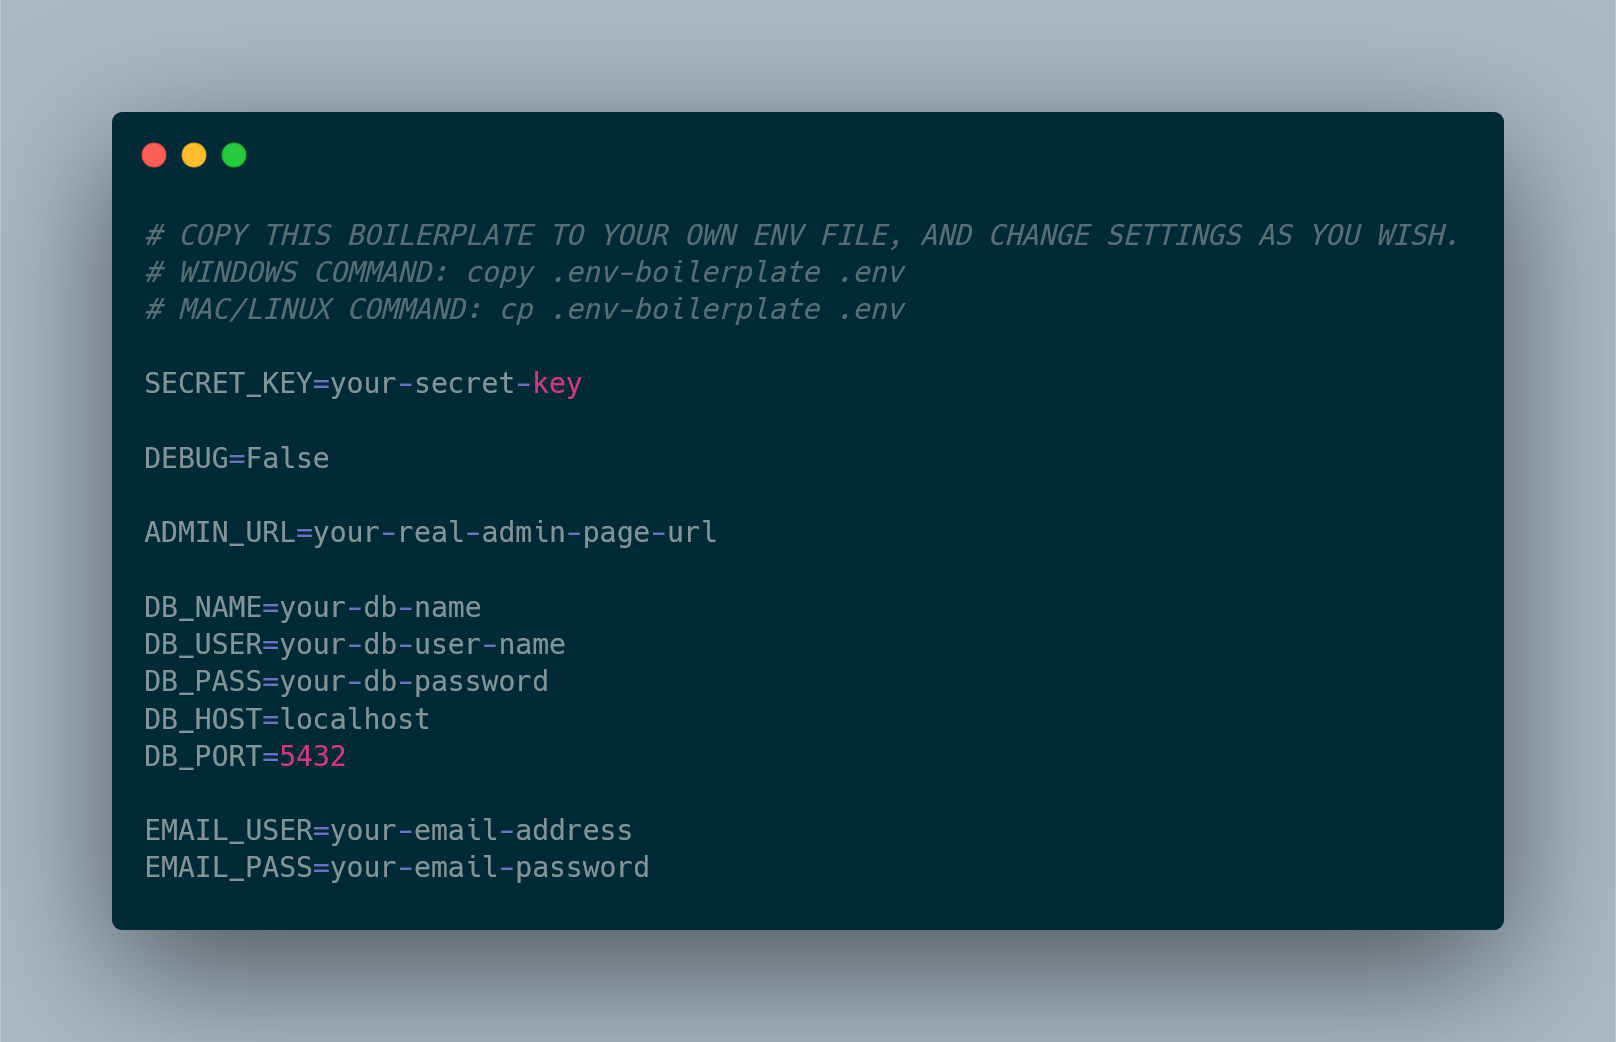 # COPY THIS BOILERPLATE TO YOUR OWN ENV FILE, AND CHANGE SETTINGS AS YOU WISH.
# WINDOWS COMMAND: copy .env-boilerplate .env
# MAC/LINUX COMMAND: cp .env-boilerplate .env
SECRET_KEY=your-secret-key
DEBUG=False
ADMIN_URL=your-real-admin-page-url
DB_NAME=your-db-name
DB_USER=your-db-user-name
DB_PASS=your-db-password
DB_HOST=localhost
DB_PORT=5432
EMAIL_USER=your-email-address
EMAIL_PASS=your-email-password